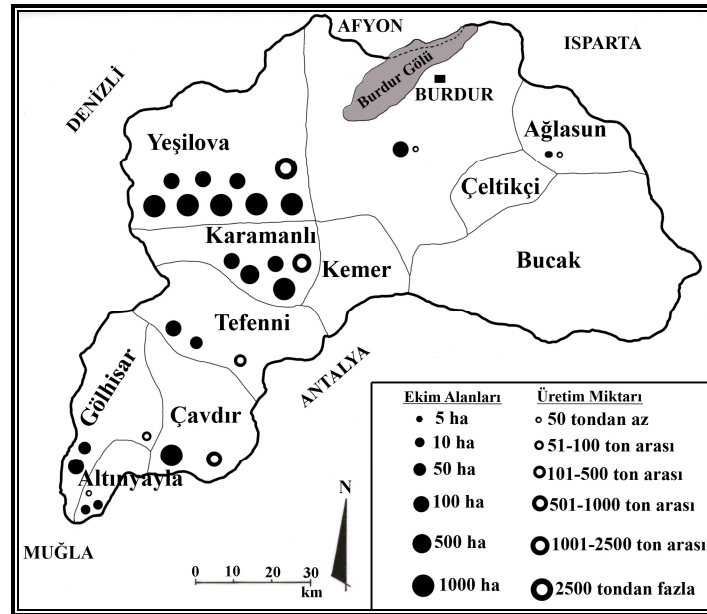 AFYON
ISPARTA
DENİZLİ
Burdur Gölü
BURDUR
Yeşilova
Ağlasun
Çeltikçi
Karamanlı
Kemer
Bucak
Tefenni
ANTALYA
Gölhisar
Çavdır
Altınyayla
MUĞLA
N
0 10 20 30
km
Ekim Alanları
5 ha
10 ha
50 ha
100 ha
500 ha
1000 ha
Üretim Miktarı
50 tondan az
51-100 ton arası
101-500 ton arası
501-1000 ton arası
1001-2500 ton arası
2500 tondan fazla